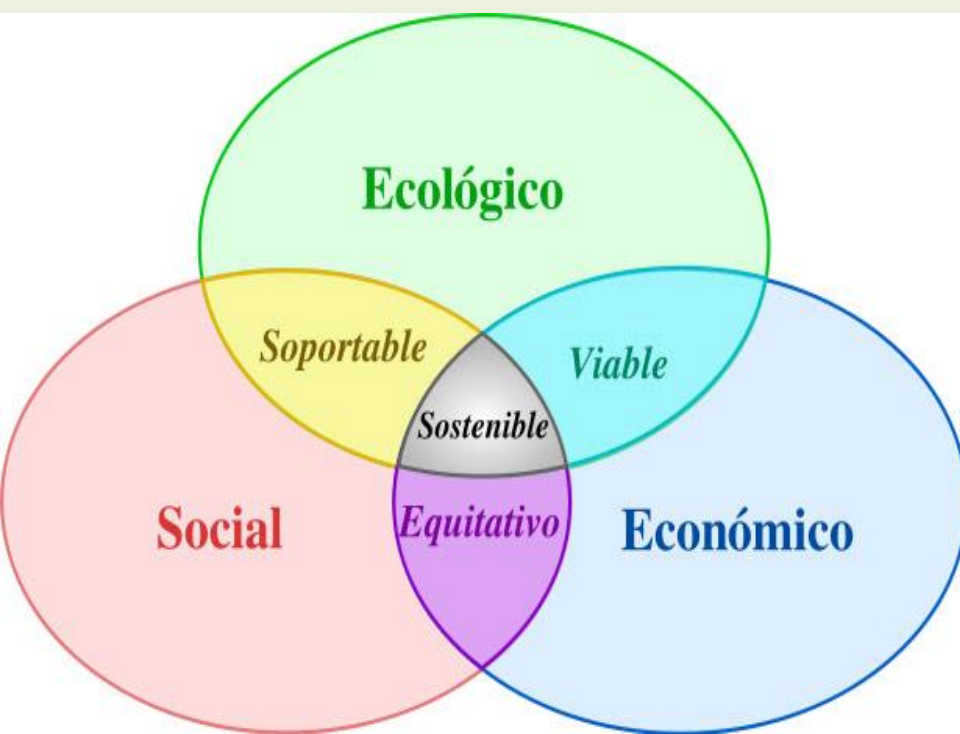 Ecológico
Soportable
Viable
Sostenible
Social
Equitativo
Económico